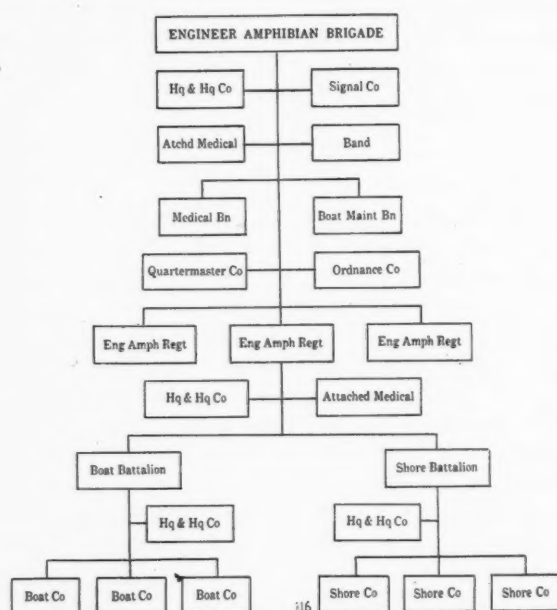 ENGINEER AMPHIBIAN BRIGADE
Hq & Hq Co
Signal Co
Atchd Medical
Band
Medical Bn
Boat Maint Bn
Quartermaster Co
Ordnance Co
Eng Amph Regt
Eng Amph Regt
Eng Amph Regt
Hq & Hq Co
Attached Medical
Boat Battalion
Shore Battalion
Hq & Hq Co
Hq & Hq Co
Boat Co
Boat Co
Boat Co
Shore Co
Shore Co
Shore Co